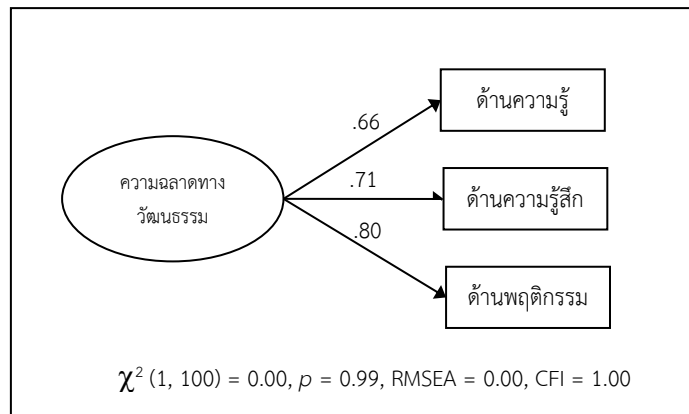 ด้านความรู้
.66
ความฉลาดทาง
วัฒนธรรม
.71
ด้านความรู้สึก
.80
ด้านพฤติกรรม
χ² (1, 100) = 0.00, p = 0.99, RMSEA = 0.00, CFI = 1.00